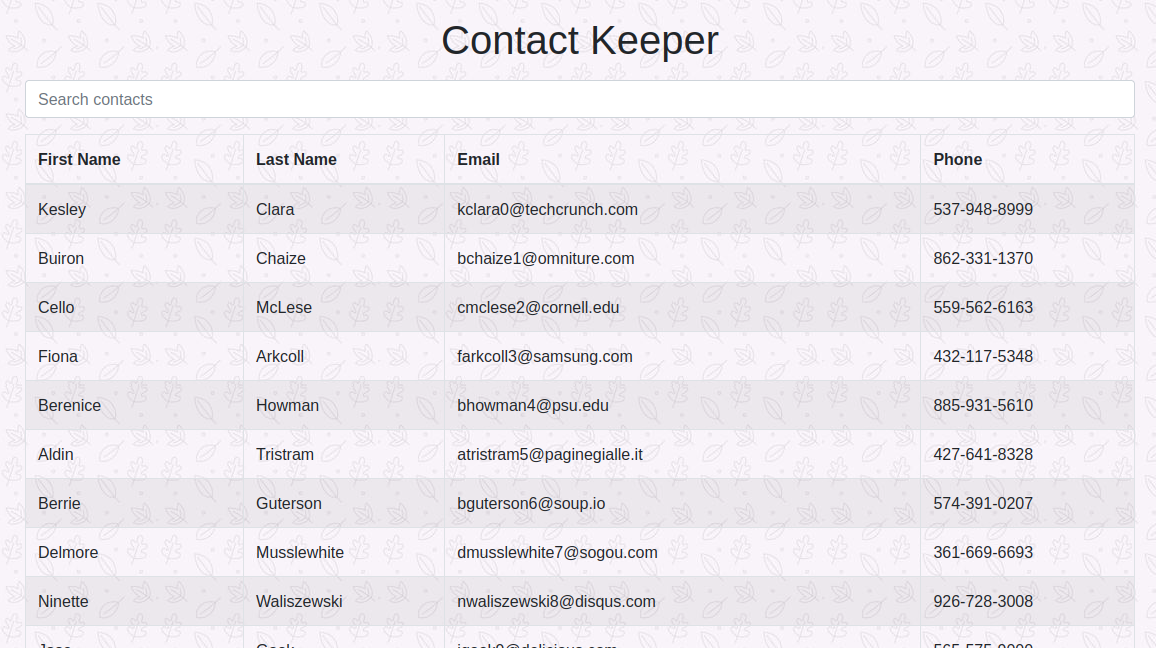 Contact Keeper
Search contacts
First Name Last Name Email Phone
Kesley Clara kclara0@techcrunch.com 537-948-8999
Buiron Chaize bchaize1@omniture.com 862-331-1370
Cello McLese cmclese2@cornell.edu 559-562-6163
Fiona Arkcoll farkcoll3@samsung.com 432-117-5348
Berenice Howman bhowman4@psu.edu 885-931-5610
Aldin Tristram atristram5@paginegialle.it 427-641-8328
Berrie Guterson bguterson6@soup.io 574-391-0207
Delmore Musslewhite dmusslewhite7@sogou.com 361-669-6693
Ninette Waliszewski nwaliszewski8@disqus.com 926-728-3008